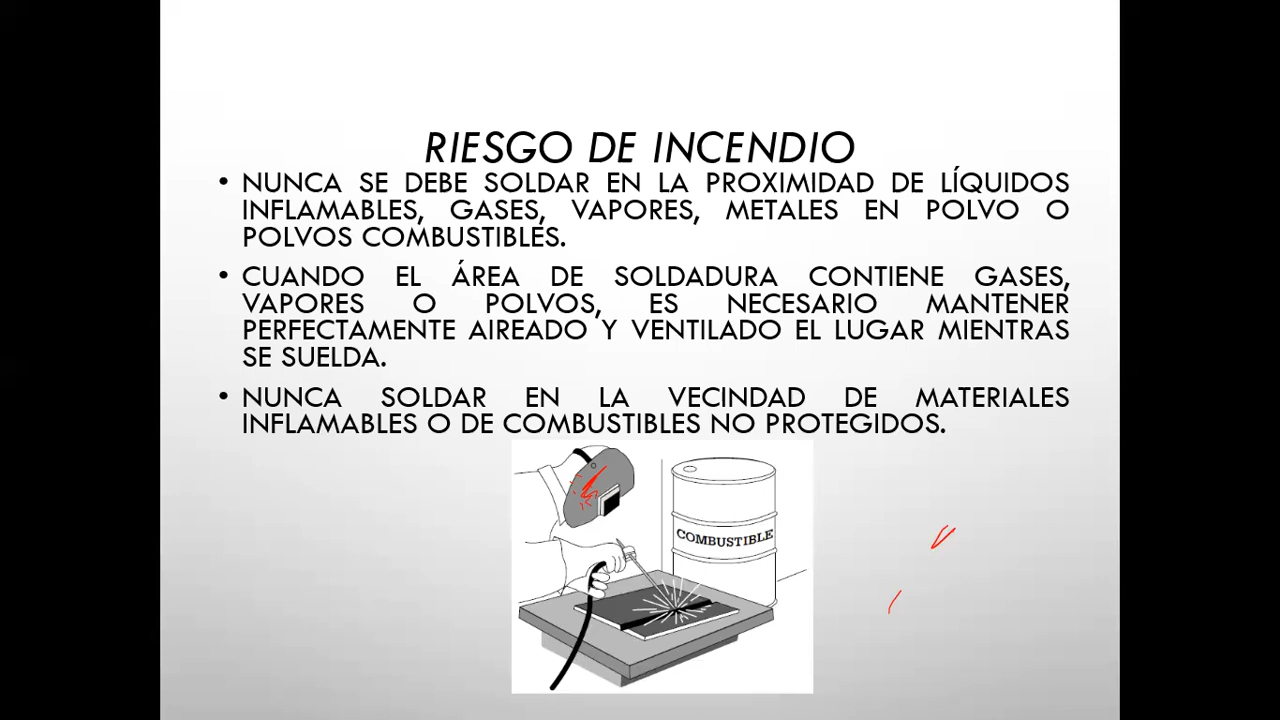 RIESGO DE INCENDIO
• NUNCA SE DEBE SOLDAR EN LA PROXIMIDAD DE LÍQUIDOS
INFLAMABLES, GASES, VAPORES, METALES EN POLVO O
POLVOS COMBUSTIBLES.
• CUANDO EL ÁREA DE SOLDADURA CONTIENE GASES,
VAPORES O POLVOS, ES NECESARIO MANTENER
PERFECTAMENTE AIREADO Y VENTILADO EL LUGAR MIENTRAS
SE SUELDA.
• NUNCA SOLDAR EN LA VECINDAD DE MATERIALES
INFLAMABLES O DE COMBUSTIBLES NO PROTEGIDOS.
COMBUSTIBLE